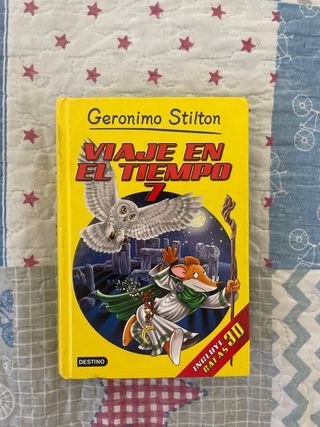 Geronimo Stilton
VIAJE EN
EL TIEMPO
7
INCLUYE
GAFAS 3D
DESTINO